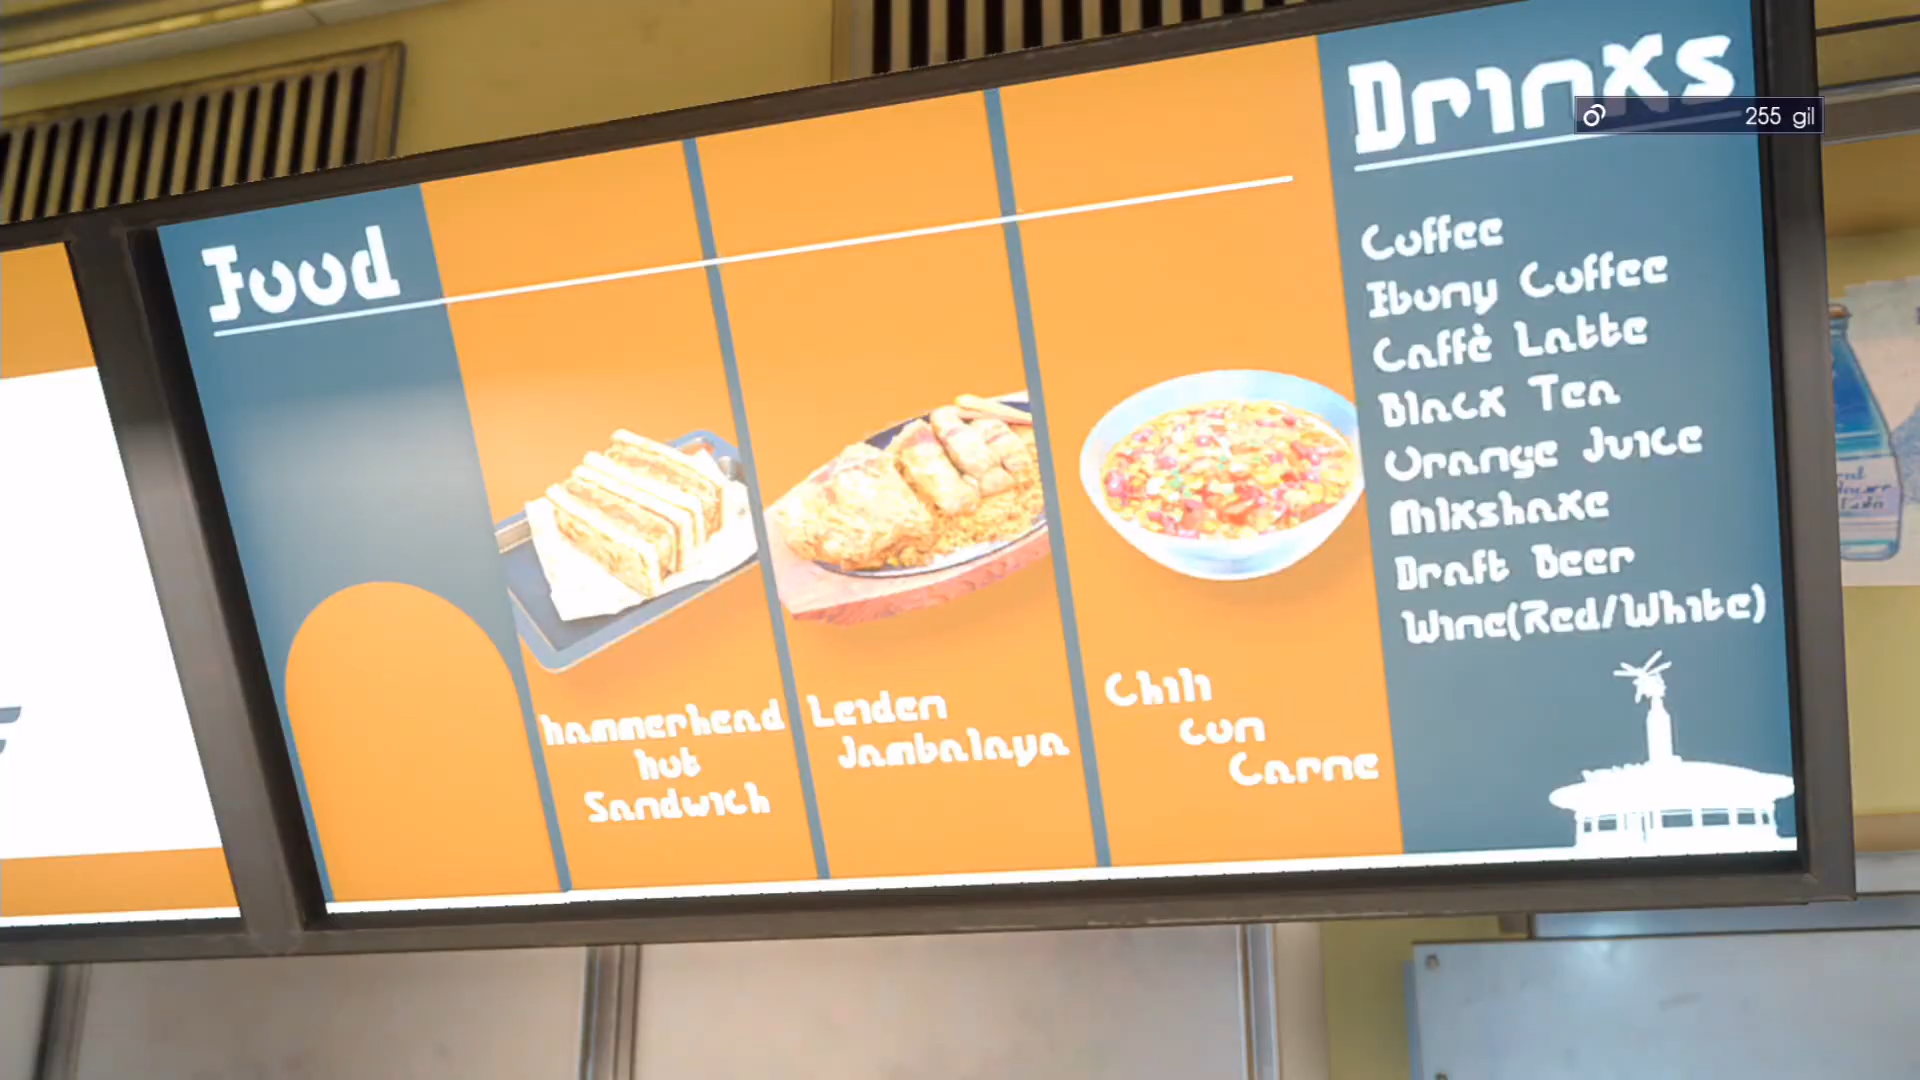 Food
hammerhead
hot
Sandwich
Leiden
Jambalaya
Chili
con
Carne
Drinks
255 gil
Coffee
Ebony Coffee
Caffè Latte
Black Tea
Orange Juice
Milkshake
Draft Beer
Wine(Red/White)